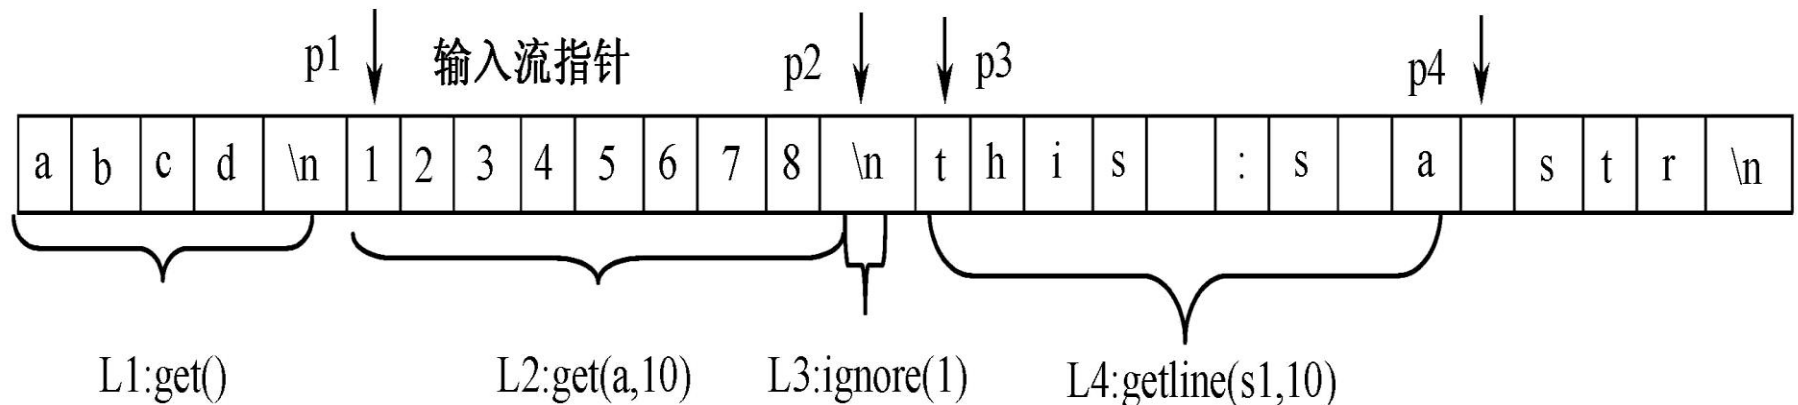 p1 输入流指针 p2 p3 p4
a b c d \n 1 2 3 4 5 6 7 8 \n t h i s : s a s t r \n
L1:get() L2:get(a,10) L3:ignore(1) L4:getline(s1,10)